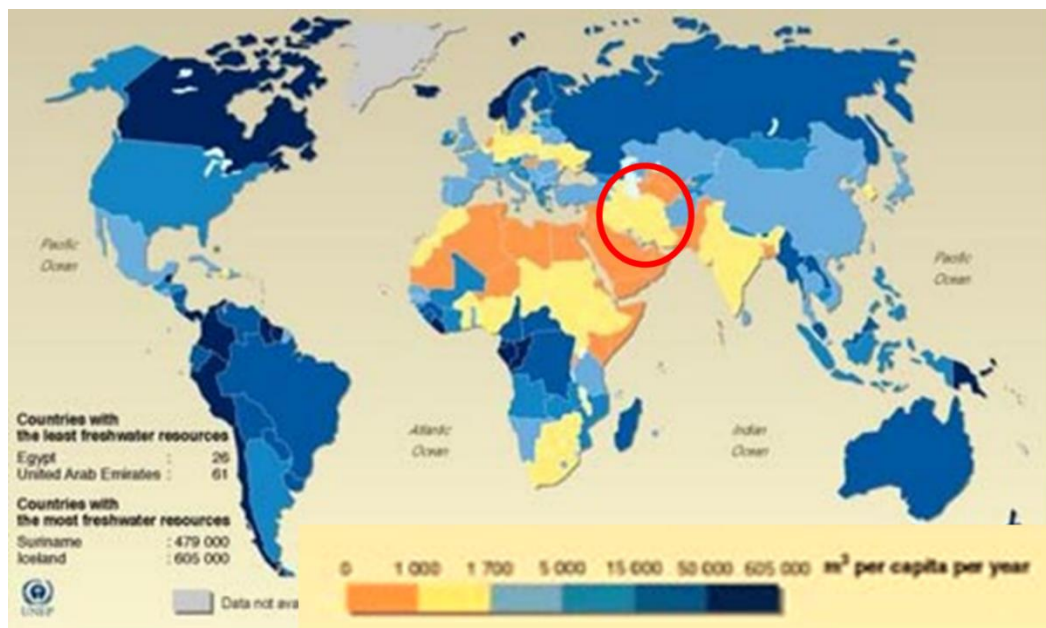 Pacific
Ocean
Pacific
Ocean
Atlantic
Ocean
Indian
Ocean
Countries with
the least freshwater resources
Egypt : 26
United Arab Emirates : 61
Countries with
the most freshwater resources
Suriname : 479 000
Iceland : 605 000
UNEP
Data not ava
0 1 000 1 700 5 000 15 000 50 000 605 000 m³ per capita per year